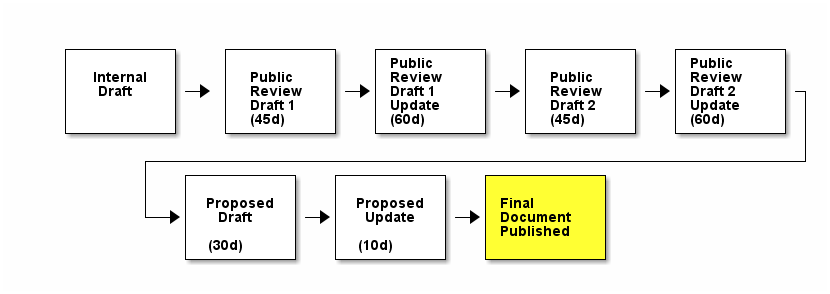 Internal
Draft
Public
Review
Draft 1
(45d)
Public
Review
Draft 1
Update
(60d)
Public
Review
Draft 2
(45d)
Public
Review
Draft 2
Update
(60d)
Proposed
Draft
(30d)
Proposed
Update
(10d)
Final
Document
Published